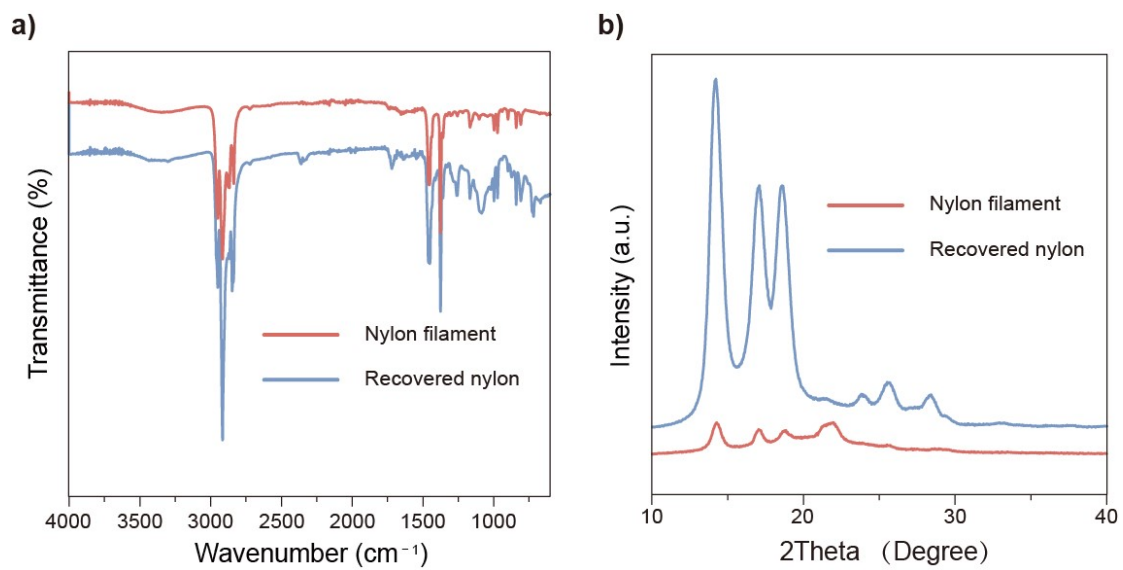 a)
Transmittance (%)
Nylon filament
Recovered nylon
4000 3500 3000 2500 2000 1500 1000
Wavenumber (cm⁻¹)
b)
Intensity (a.u.)
Nylon filament
Recovered nylon
10 20 30 40
2Theta （Degree）